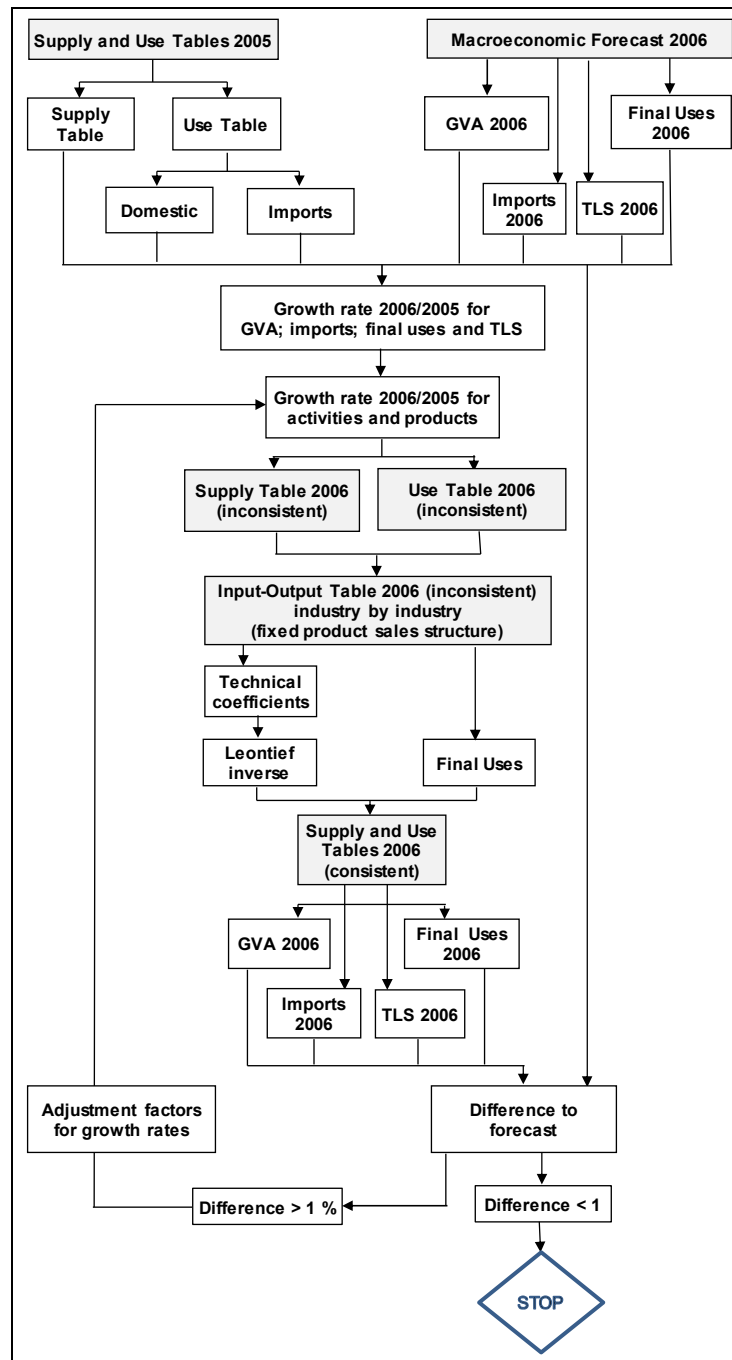 Supply and Use Tables 2005
Macroeconomic Forecast 2006
Supply
Table
Use Table
GVA 2006
Final Uses
2006
Domestic
Imports
Imports
2006
TLS 2006
Growth rate 2006/2005 for
GVA; imports; final uses and TLS
Growth rate 2006/2005 for
activities and products
Supply Table 2006
(inconsistent)
Use Table 2006
(inconsistent)
Input-Output Table 2006 (inconsistent)
industry by industry
(fixed product sales structure)
Technical
coefficients
Leontief
inverse
Final Uses
Supply and Use
Tables 2006
(consistent)
GVA 2006
Final Uses
2006
Imports
2006
TLS 2006
Adjustment factors
for growth rates
Difference to
forecast
Difference > 1 %
Difference < 1
STOP